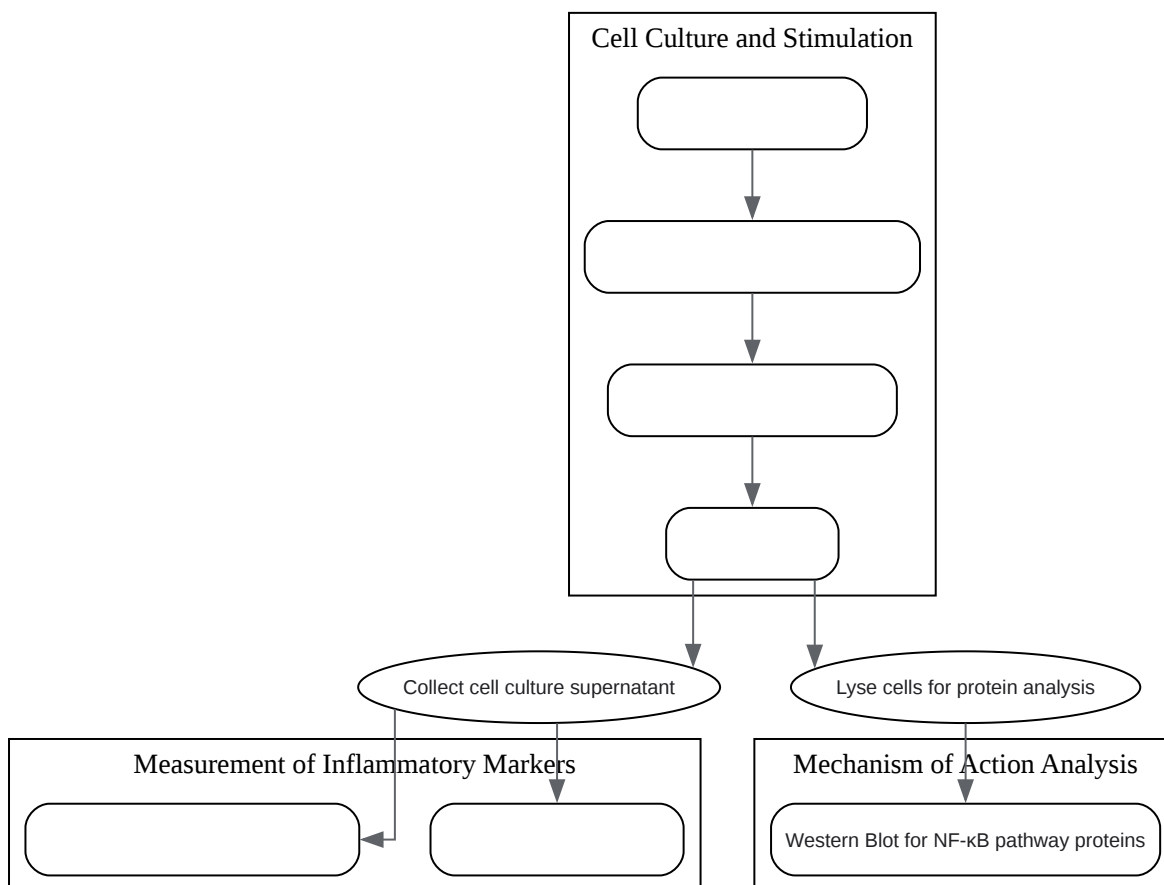 Cell Culture and Stimulation
Collect cell culture supernatant
Lyse cells for protein analysis
Measurement of Inflammatory Markers
Mechanism of Action Analysis
Western Blot for NF-κB pathway proteins